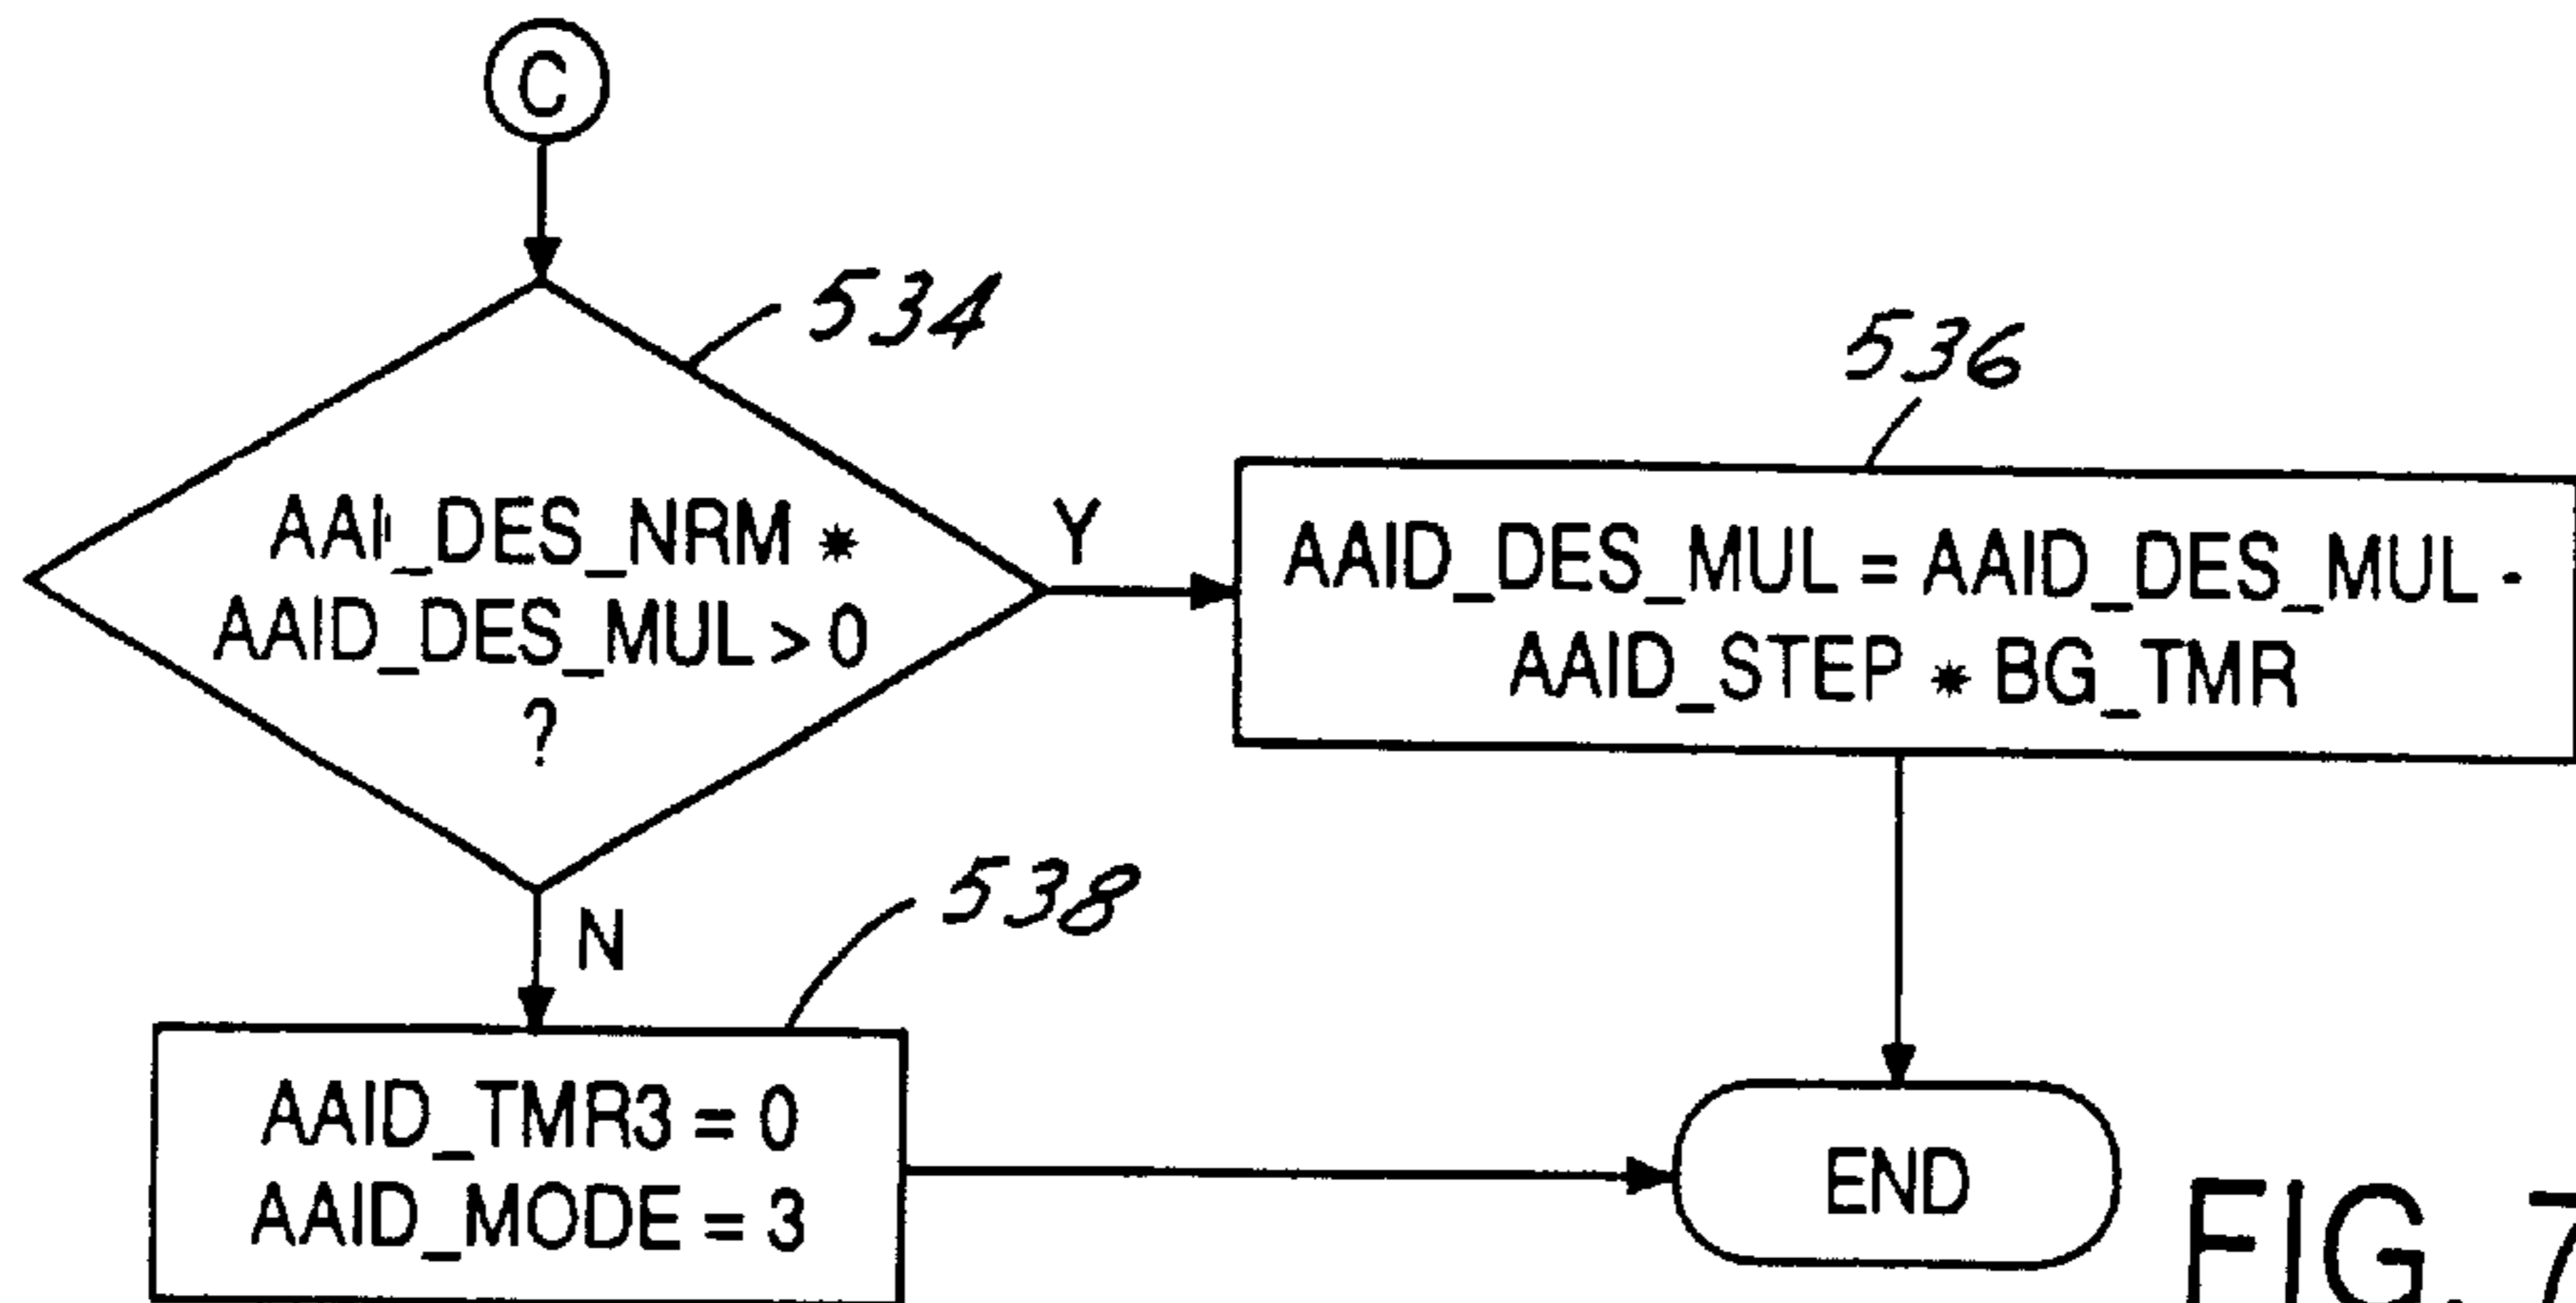 C
534
AAI_DES_NRM *
AAID_DES_MUL > 0
?
Y
536
AAID_DES_MUL = AAID_DES_MUL -
AAID_STEP * BG_TMR
N
538
AAID_TMR3 = 0
AAID_MODE = 3
END
FIG. 7